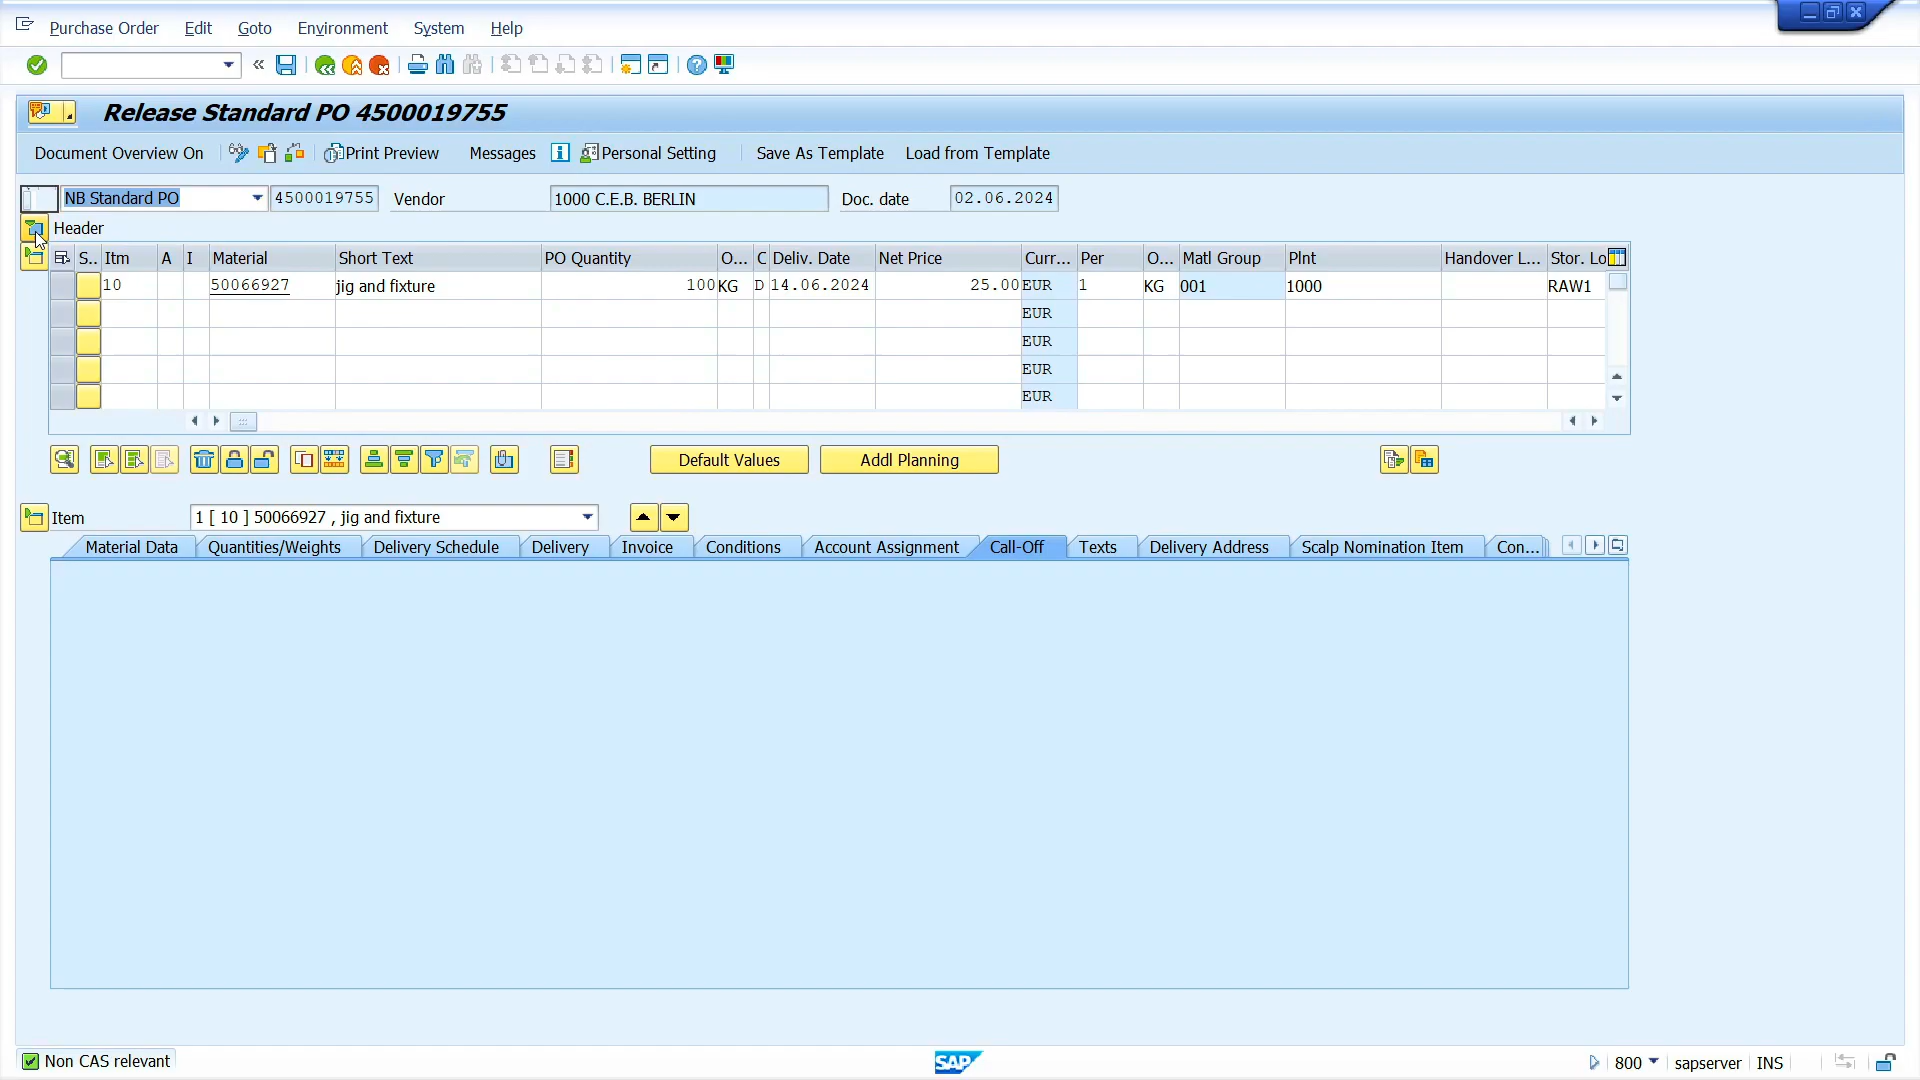 Purchase Order Edit Goto Environment System Help
Release Standard PO 4500019755
Document Overview On Print Preview Messages Personal Setting Save As Template Load from Template
NB Standard PO 4500019755 Vendor 1000 C.E.B. BERLIN Doc. date 02.06.2024
Header
S.. Itm A I Material Short Text PO Quantity O... C Deliv. Date Net Price Curr... Per O... Matl Group Plnt Handover L... Stor. Lo
10 50066927 jig and fixture 100 KG D 14.06.2024 25.00 EUR 1 KG 001 1000 RAW1
EUR
EUR
EUR
EUR
Default Values Addl Planning
Item 1 [ 10 ] 50066927 , jig and fixture
Material Data Quantities/Weights Delivery Schedule Delivery Invoice Conditions Account Assignment Call-Off Texts Delivery Address Scalp Nomination Item Con...
Non CAS relevant SAP 800 sapserver INS